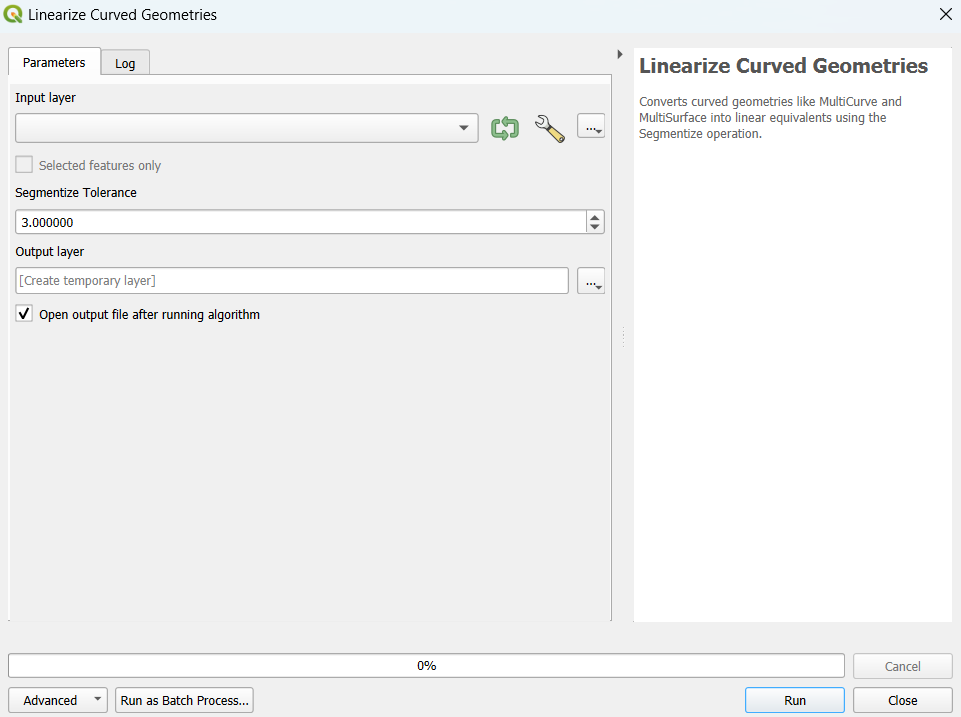 Linearize Curved Geometries
Parameters
Log
Input layer
...
Selected features only
Segmentize Tolerance
3.000000
Output layer
[Create temporary layer]
...
Open output file after running algorithm
Linearize Curved Geometries
Converts curved geometries like MultiCurve and
MultiSurface into linear equivalents using the
Segmentize operation.
0%
Cancel
Advanced
Run as Batch Process...
Run
Close